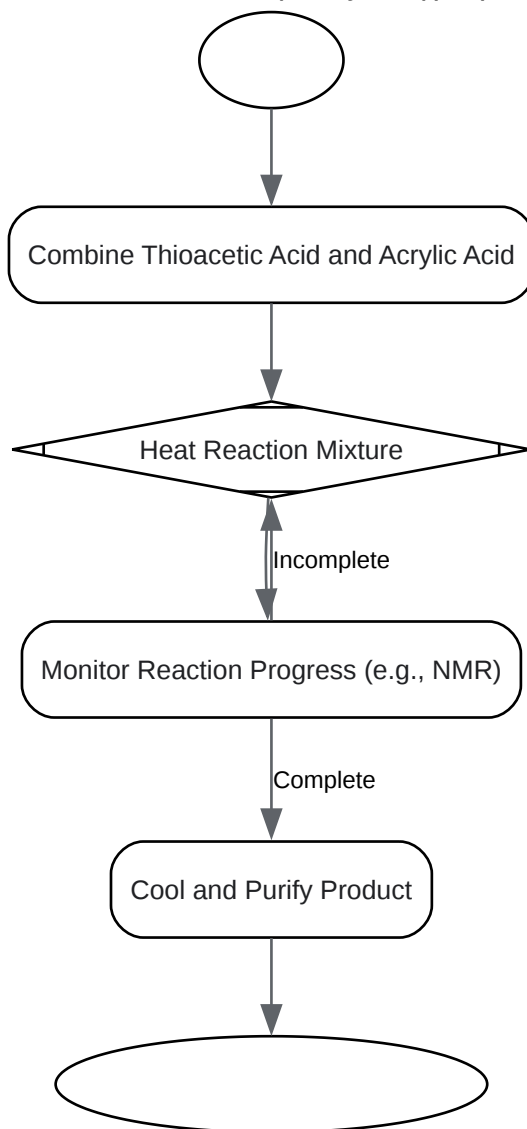 Combine Thioacetic Acid and Acrylic Acid
Heat Reaction Mixture
Incomplete
Monitor Reaction Progress (e.g., NMR)
Complete
Cool and Purify Product